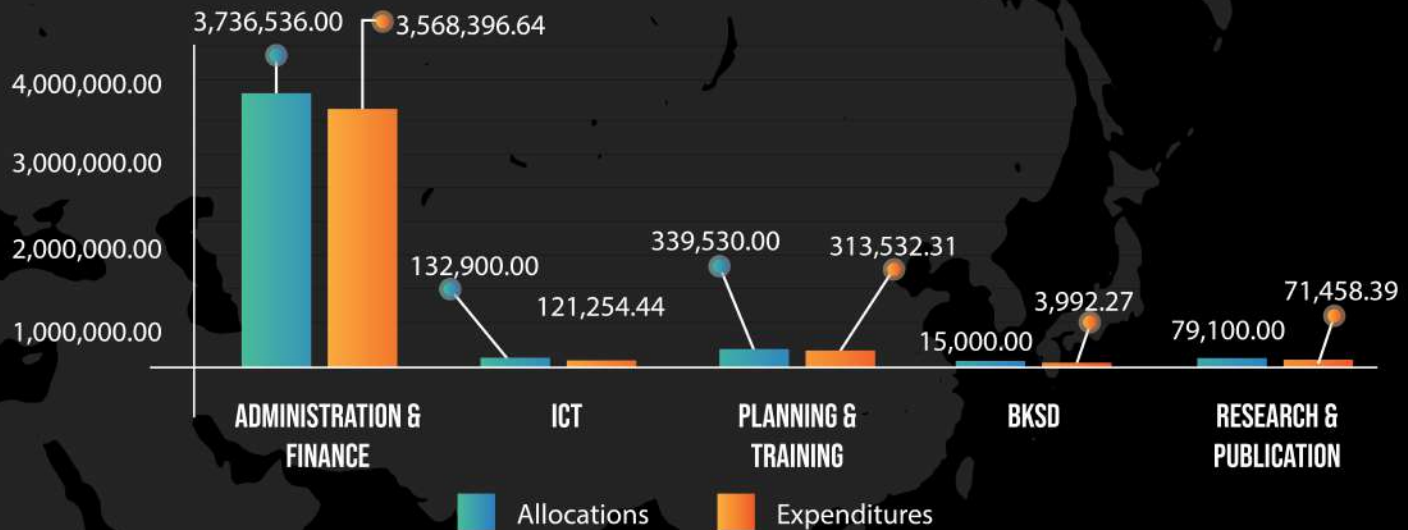 3,736,536.00
3,568,396.64
4,000,000.00
3,000,000.00
2,000,000.00
1,000,000.00
132,900.00
121,254.44
339,530.00
313,532.31
15,000.00
3,992.27
79,100.00
71,458.39
ADMINISTRATION &
FINANCE
ICT
PLANNING &
TRAINING
BKSD
RESEARCH &
PUBLICATION
Allocations
Expenditures